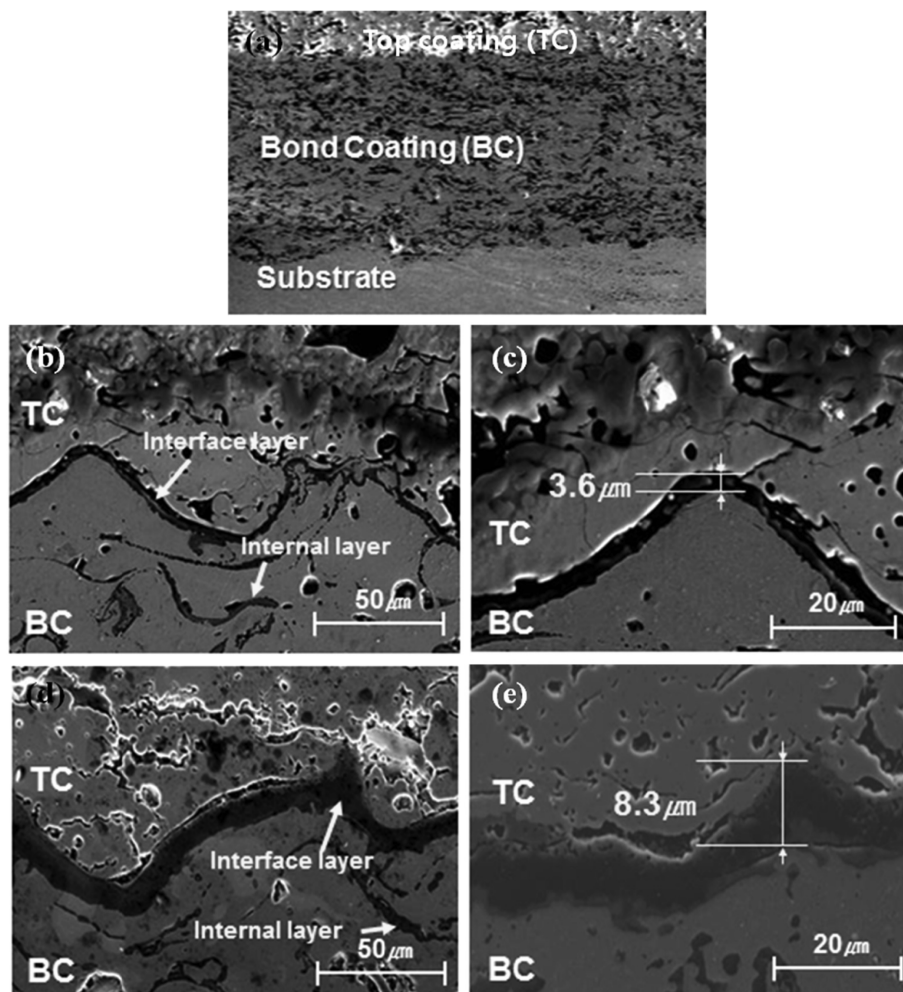 (a)
Top coating (TC)
Bond Coating (BC)
Substrate
(b)
TC
Interface layer
Internal layer
50㎛
BC
(c)
3.6㎛
TC
20㎛
BC
(d)
TC
Interface layer
Internal layer
50㎛
BC
(e)
TC
8.3㎛
20㎛
BC